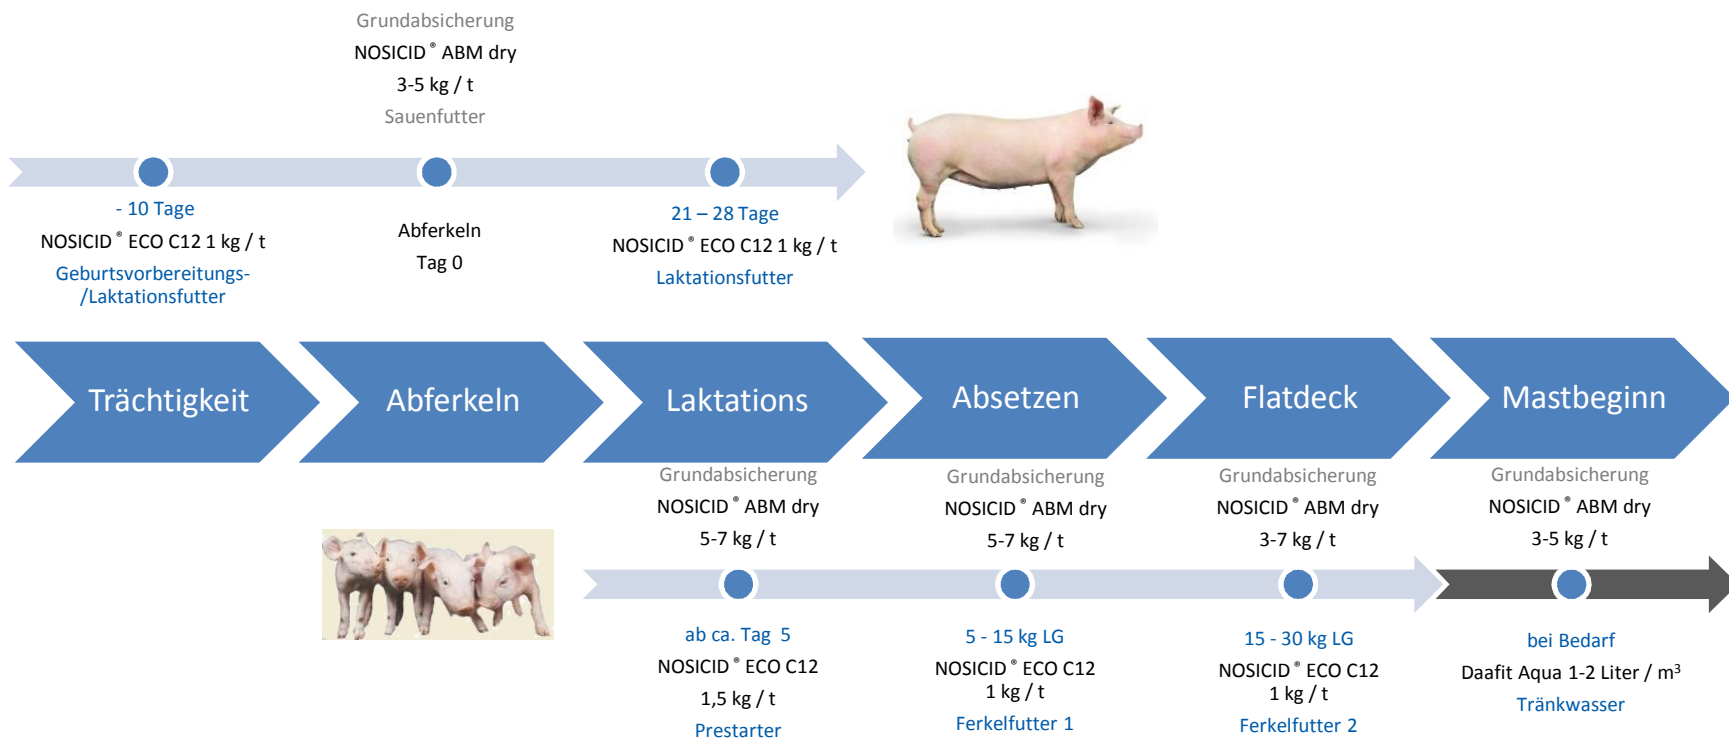 Grundabsicherung
NOSICID ® ABM dry
3-5 kg / t
Sauenfutter
- 10 Tage
NOSICID ® ECO C12 1 kg / t
Geburtsvorbereitungs-
/Laktationsfutter
Abferkeln
Tag 0
21 – 28 Tage
NOSICID ® ECO C12 1 kg / t
Laktationsfutter
Trächtigkeit
Abferkeln
Laktations
Absetzen
Flatdeck
Mastbeginn
Grundabsicherung
NOSICID ® ABM dry
5-7 kg / t
Grundabsicherung
NOSICID ® ABM dry
5-7 kg / t
Grundabsicherung
NOSICID ® ABM dry
3-7 kg / t
Grundabsicherung
NOSICID ® ABM dry
3-5 kg / t
ab ca. Tag 5
NOSICID ® ECO C12
1,5 kg / t
Prestarter
5 - 15 kg LG
NOSICID ® ECO C12
1 kg / t
Ferkelfutter 1
15 - 30 kg LG
NOSICID ® ECO C12
1 kg / t
Ferkelfutter 2
bei Bedarf
Daafit Aqua 1-2 Liter / m³
Tränkwasser